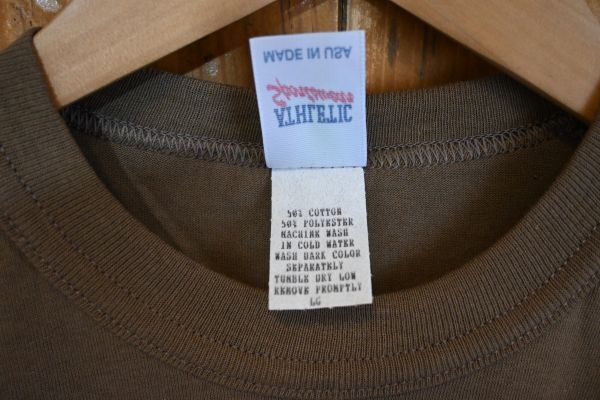 MADE IN USA
Sportswear
ATHLETIC
50% COTTON
50% POLYESTER
MACHINE WASH
IN COLD WATER
WASH DARK COLOR
SEPARATELY
TUMBLE DRY LOW
REMOVE PROMPTLY
LG